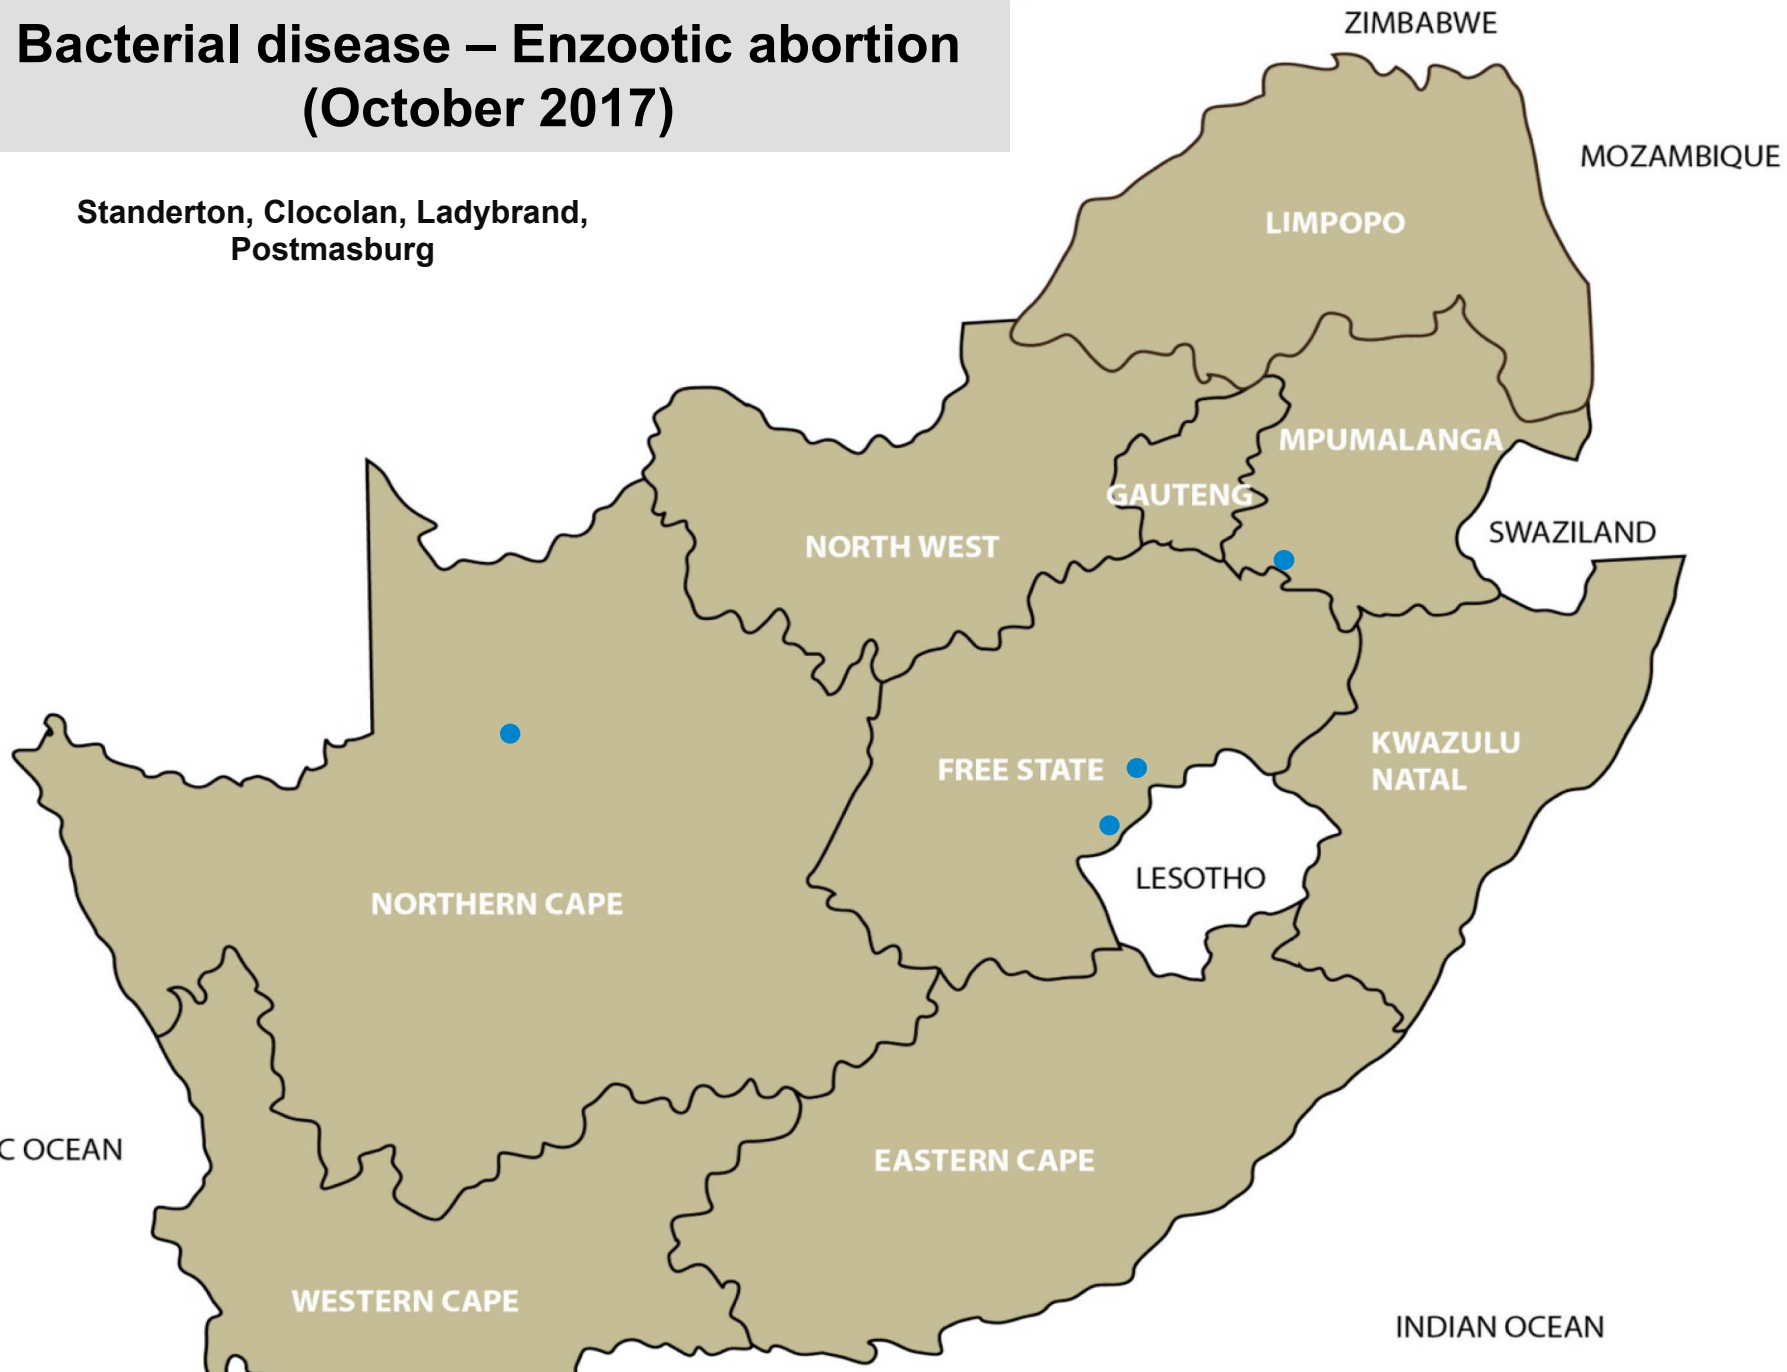 Bacterial disease – Enzootic abortion
(October 2017)
Standerton, Clocolan, Ladybrand,
Postmasburg
ZIMBABWE
MOZAMBIQUE
LIMPOPO
MPUMALANGA
GAUTENG
SWAZILAND
NORTH WEST
KWAZULU
NATAL
FREE STATE
LESOTHO
NORTHERN CAPE
C OCEAN
EASTERN CAPE
WESTERN CAPE
INDIAN OCEAN